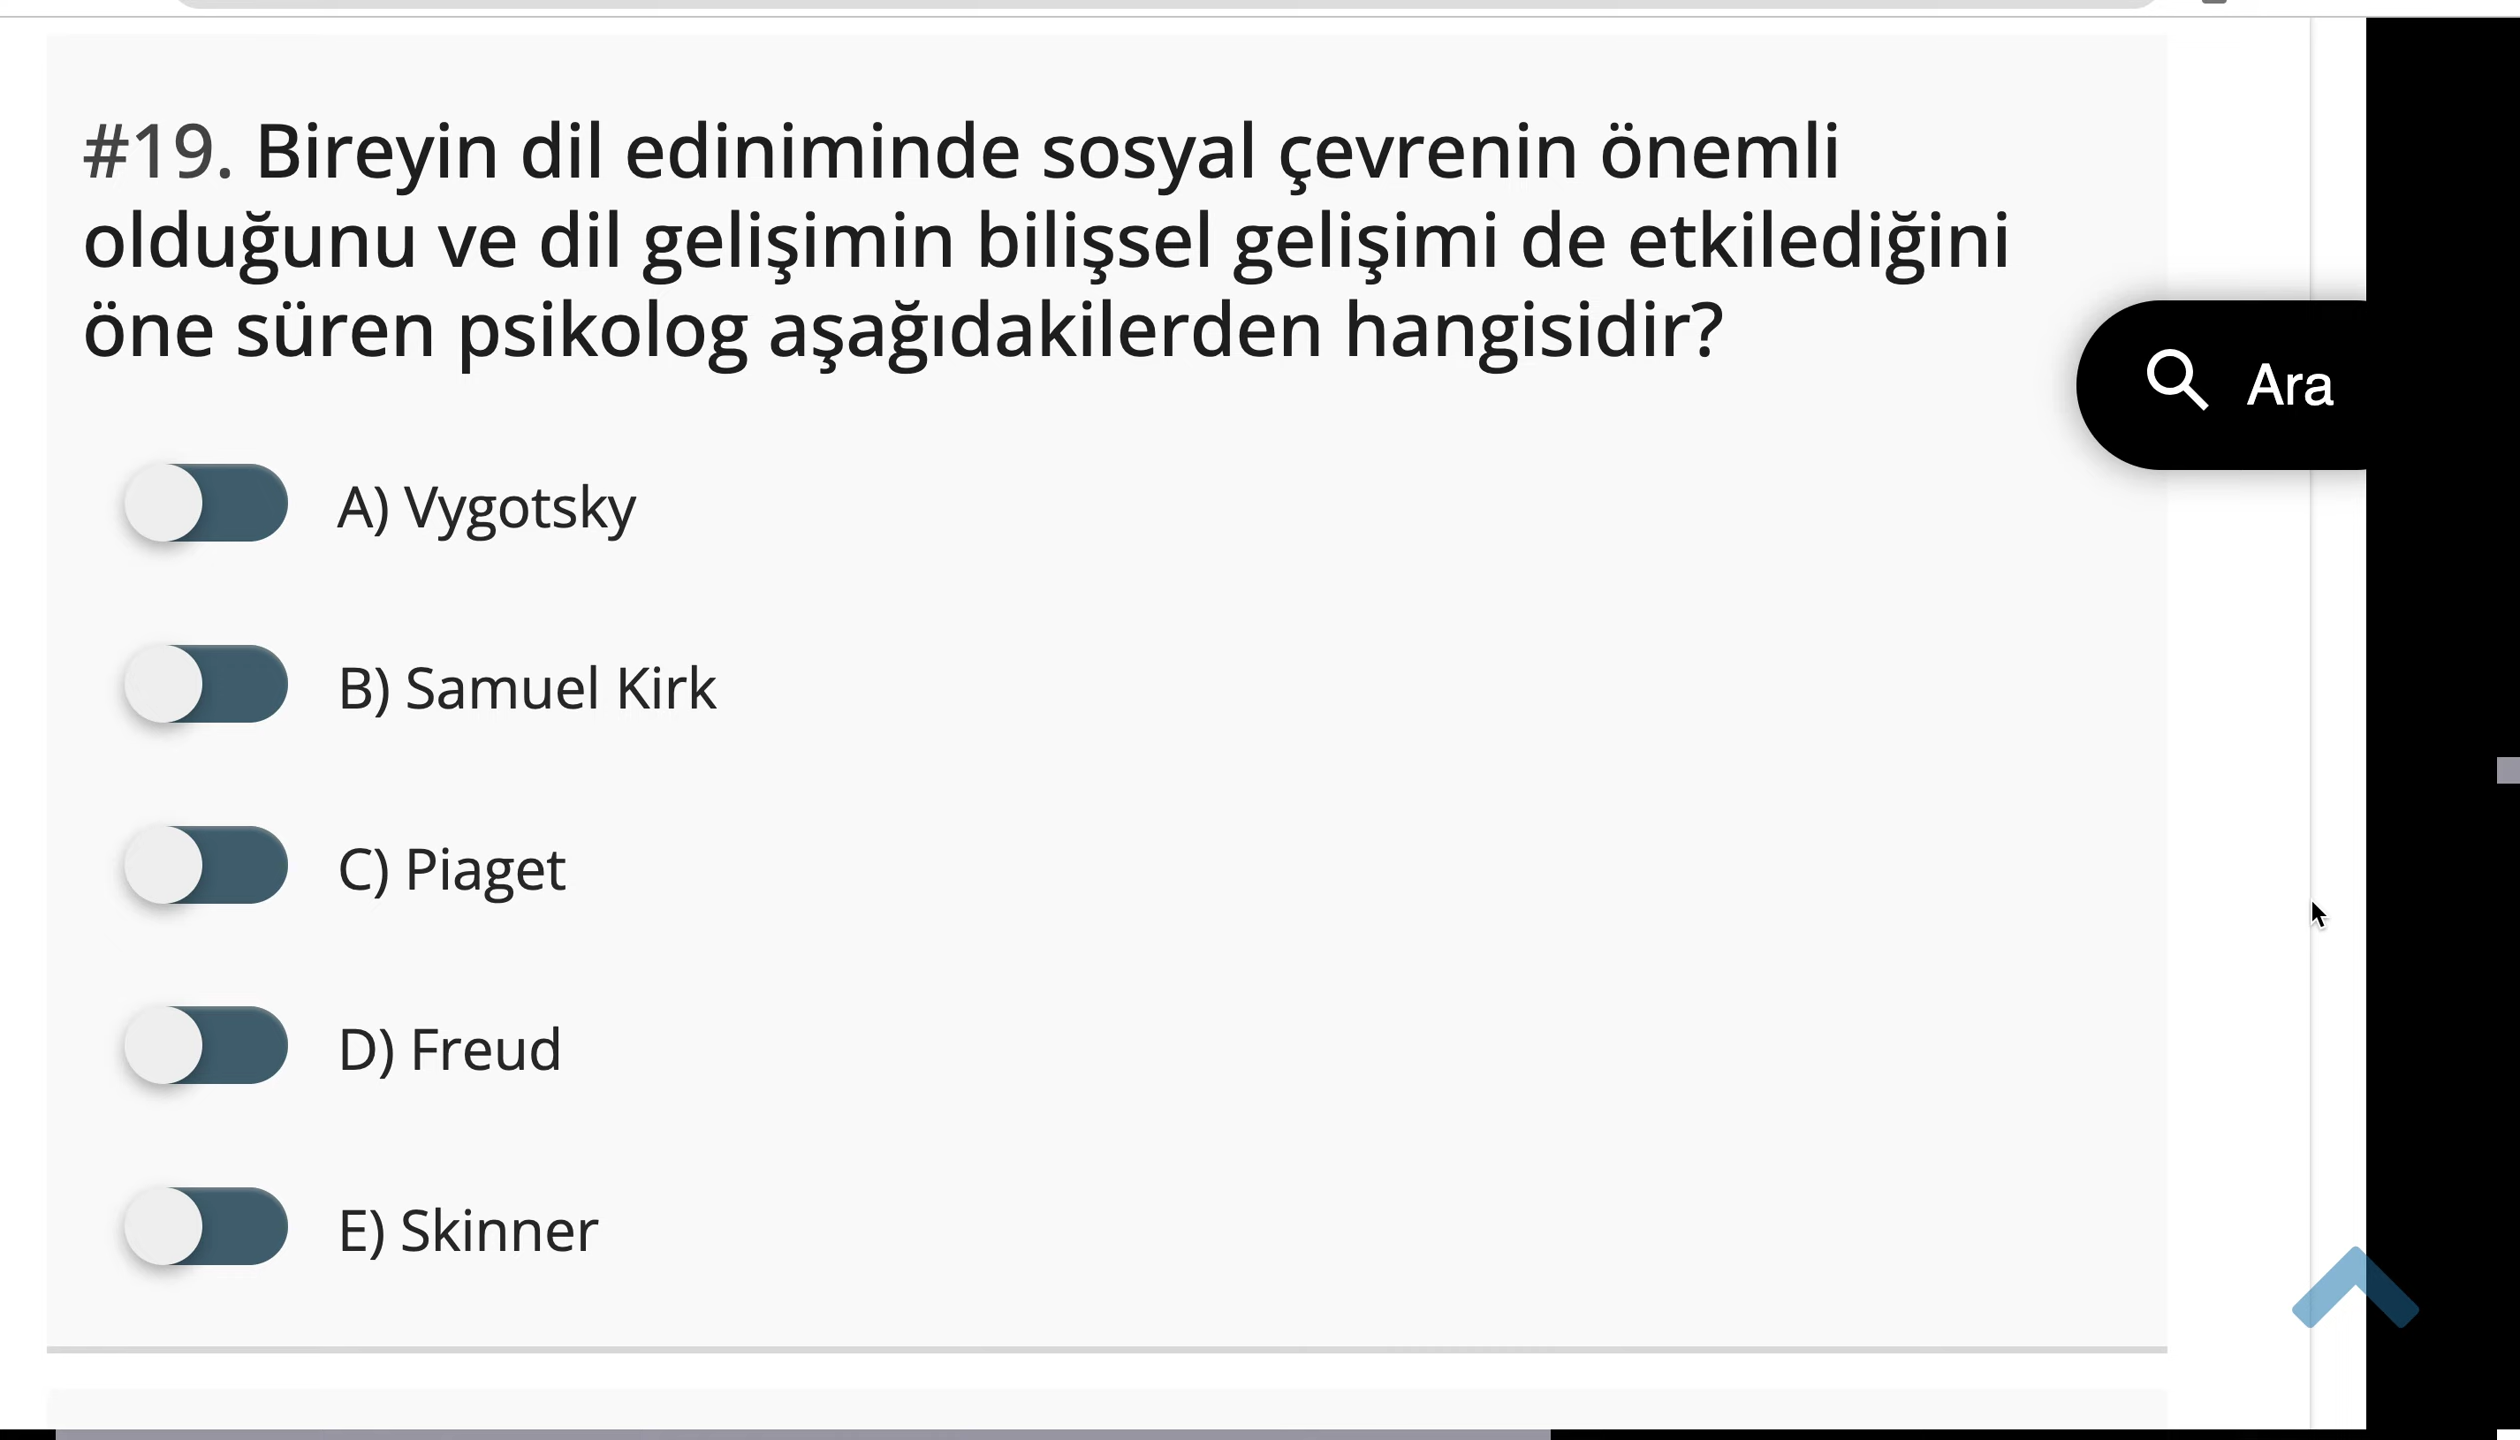 #19. Bireyin dil ediniminde sosyal çevrenin önemli
olduğunu ve dil gelişimin bilişsel gelişimi de etkilediğini
öne süren psikolog aşağıdakilerden hangisidir?
Ara
A) Vygotsky
B) Samuel Kirk
C) Piaget
D) Freud
E) Skinner